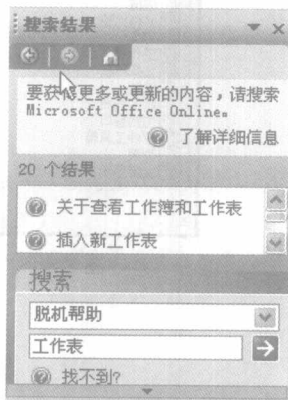 搜索结果
要获得更多或更新的内容，请搜索
Microsoft Office Online。
了解详细信息
20 个结果
关于查看工作簿和工作表
插入新工作表
搜索
脱机帮助
工作表
找不到?